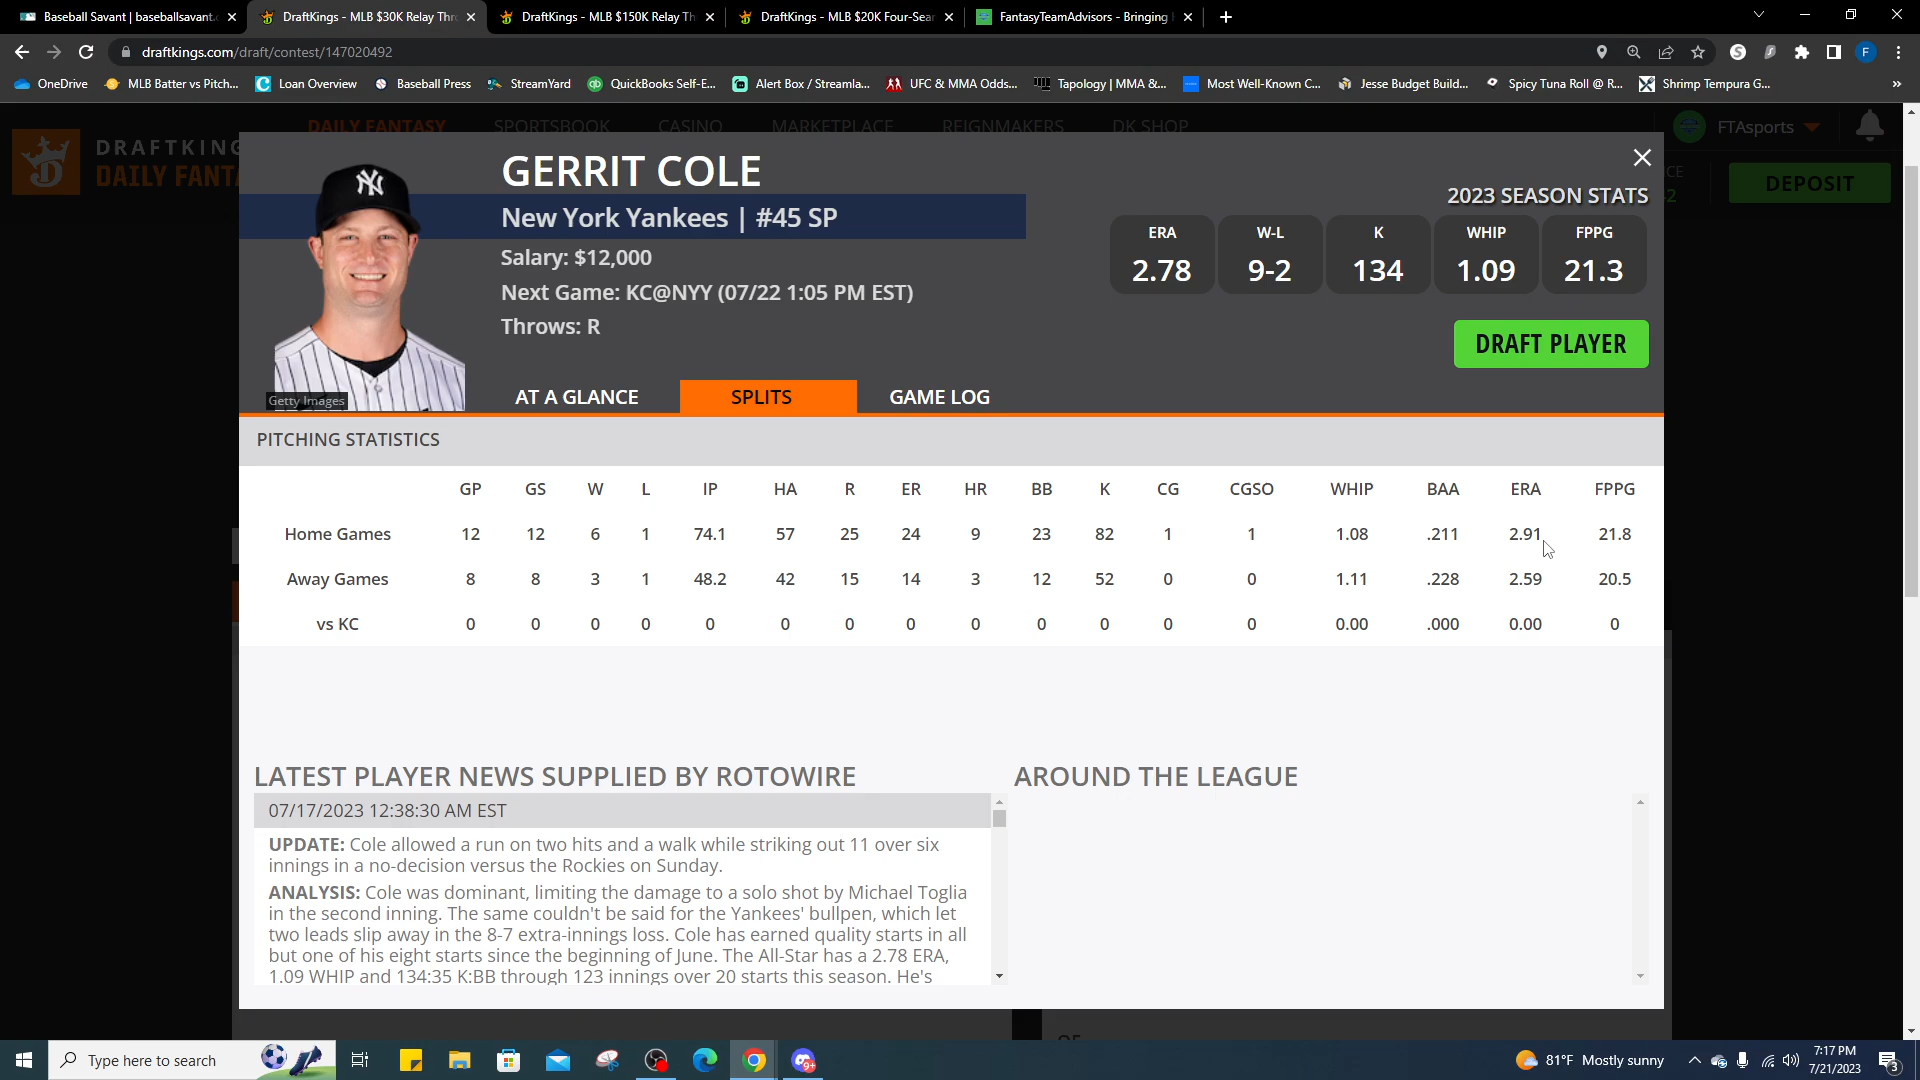 Baseball Savant | baseballsavant.
DraftKings - MLB $30K Relay Thr
DraftKings - MLB $150K Relay Th
DraftKings - MLB $20K Four-Sea
FantasyTeamAdvisors - Bringing
draftkings.com/draft/contest/147020492
F
OneDrive
MLB Batter vs Pitch...
Loan Overview
Baseball Press
StreamYard
QuickBooks Self-E...
Alert Box / Streamla...
UFC & MMA Odds...
Tapology | MMA &...
Most Well-Known C...
Jesse Budget Build...
Spicy Tuna Roll @ R...
Shrimp Tempura G...
DAILY FANTASY
SPORTSBOOK
CASINO
MARKETPLACE
REIGNMAKERS
DK SHOP
FTAsports
DRAFTKING
DAILY FANTA
DEPOSIT
GERRIT COLE
New York Yankees | #45 SP
Salary: $12,000
Next Game: KC@NYY (07/22 1:05 PM EST)
Throws: R
2023 SEASON STATS
ERA W-L K WHIP FPPG
2.78 9-2 134 1.09 21.3
DRAFT PLAYER
Getty Images
AT A GLANCE
SPLITS
GAME LOG
PITCHING STATISTICS
GP GS W L IP HA R ER HR BB K CG CGSO WHIP BAA ERA FPPG
Home Games 12 12 6 1 74.1 57 25 24 9 23 82 1 1 1.08 .211 2.91 21.8
Away Games 8 8 3 1 48.2 42 15 14 3 12 52 0 0 1.11 .228 2.59 20.5
vs KC 0 0 0 0 0 0 0 0 0 0 0 0 0 0.00 .000 0.00 0
LATEST PLAYER NEWS SUPPLIED BY ROTOWIRE
AROUND THE LEAGUE
07/17/2023 12:38:30 AM EST
UPDATE: Cole allowed a run on two hits and a walk while striking out 11 over six
innings in a no-decision versus the Rockies on Sunday.
ANALYSIS: Cole was dominant, limiting the damage to a solo shot by Michael Toglia
in the second inning. The same couldn't be said for the Yankees' bullpen, which let
two leads slip away in the 8-7 extra-innings loss. Cole has earned quality starts in all
but one of his eight starts since the beginning of June. The All-Star has a 2.78 ERA,
1.09 WHIP and 134:35 K:BB through 123 innings over 20 starts this season. He's
Type here to search
81°F Mostly sunny
7:17 PM
7/21/2023
3